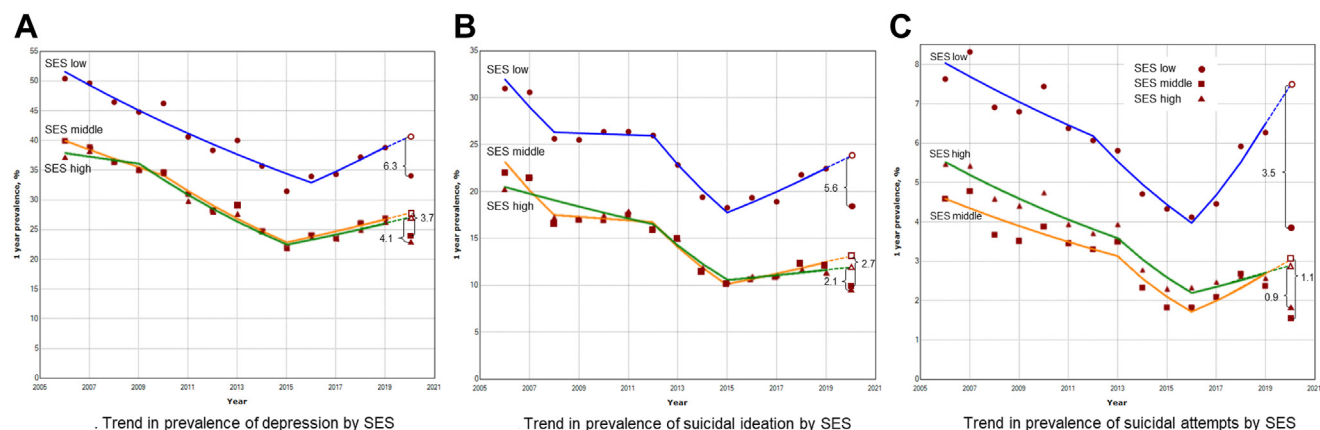 A
55
50
45
40
35
30
25
20
15
10
5
0
1 year prevalence, %
SES low
SES middle
SES high
6.3
3.7
4.1
2005 2007 2009 2011 2013 2015 2017 2019 2021
Year
. Trend in prevalence of depression by SES
B
35
30
25
20
15
10
5
0
1 year prevalence, %
SES low
SES middle
SES high
5.6
2.7
2.1
2005 2007 2009 2011 2013 2015 2017 2019 2021
Year
Trend in prevalence of suicidal ideation by SES
C
8
7
6
5
4
3
2
1
0
1 year prevalence, %
SES low
SES high
SES middle
SES low
SES middle
SES high
3.5
1.1
0.9
2005 2007 2009 2011 2013 2015 2017 2019 2021
Year
Trend in prevalence of suicidal attempts by SES